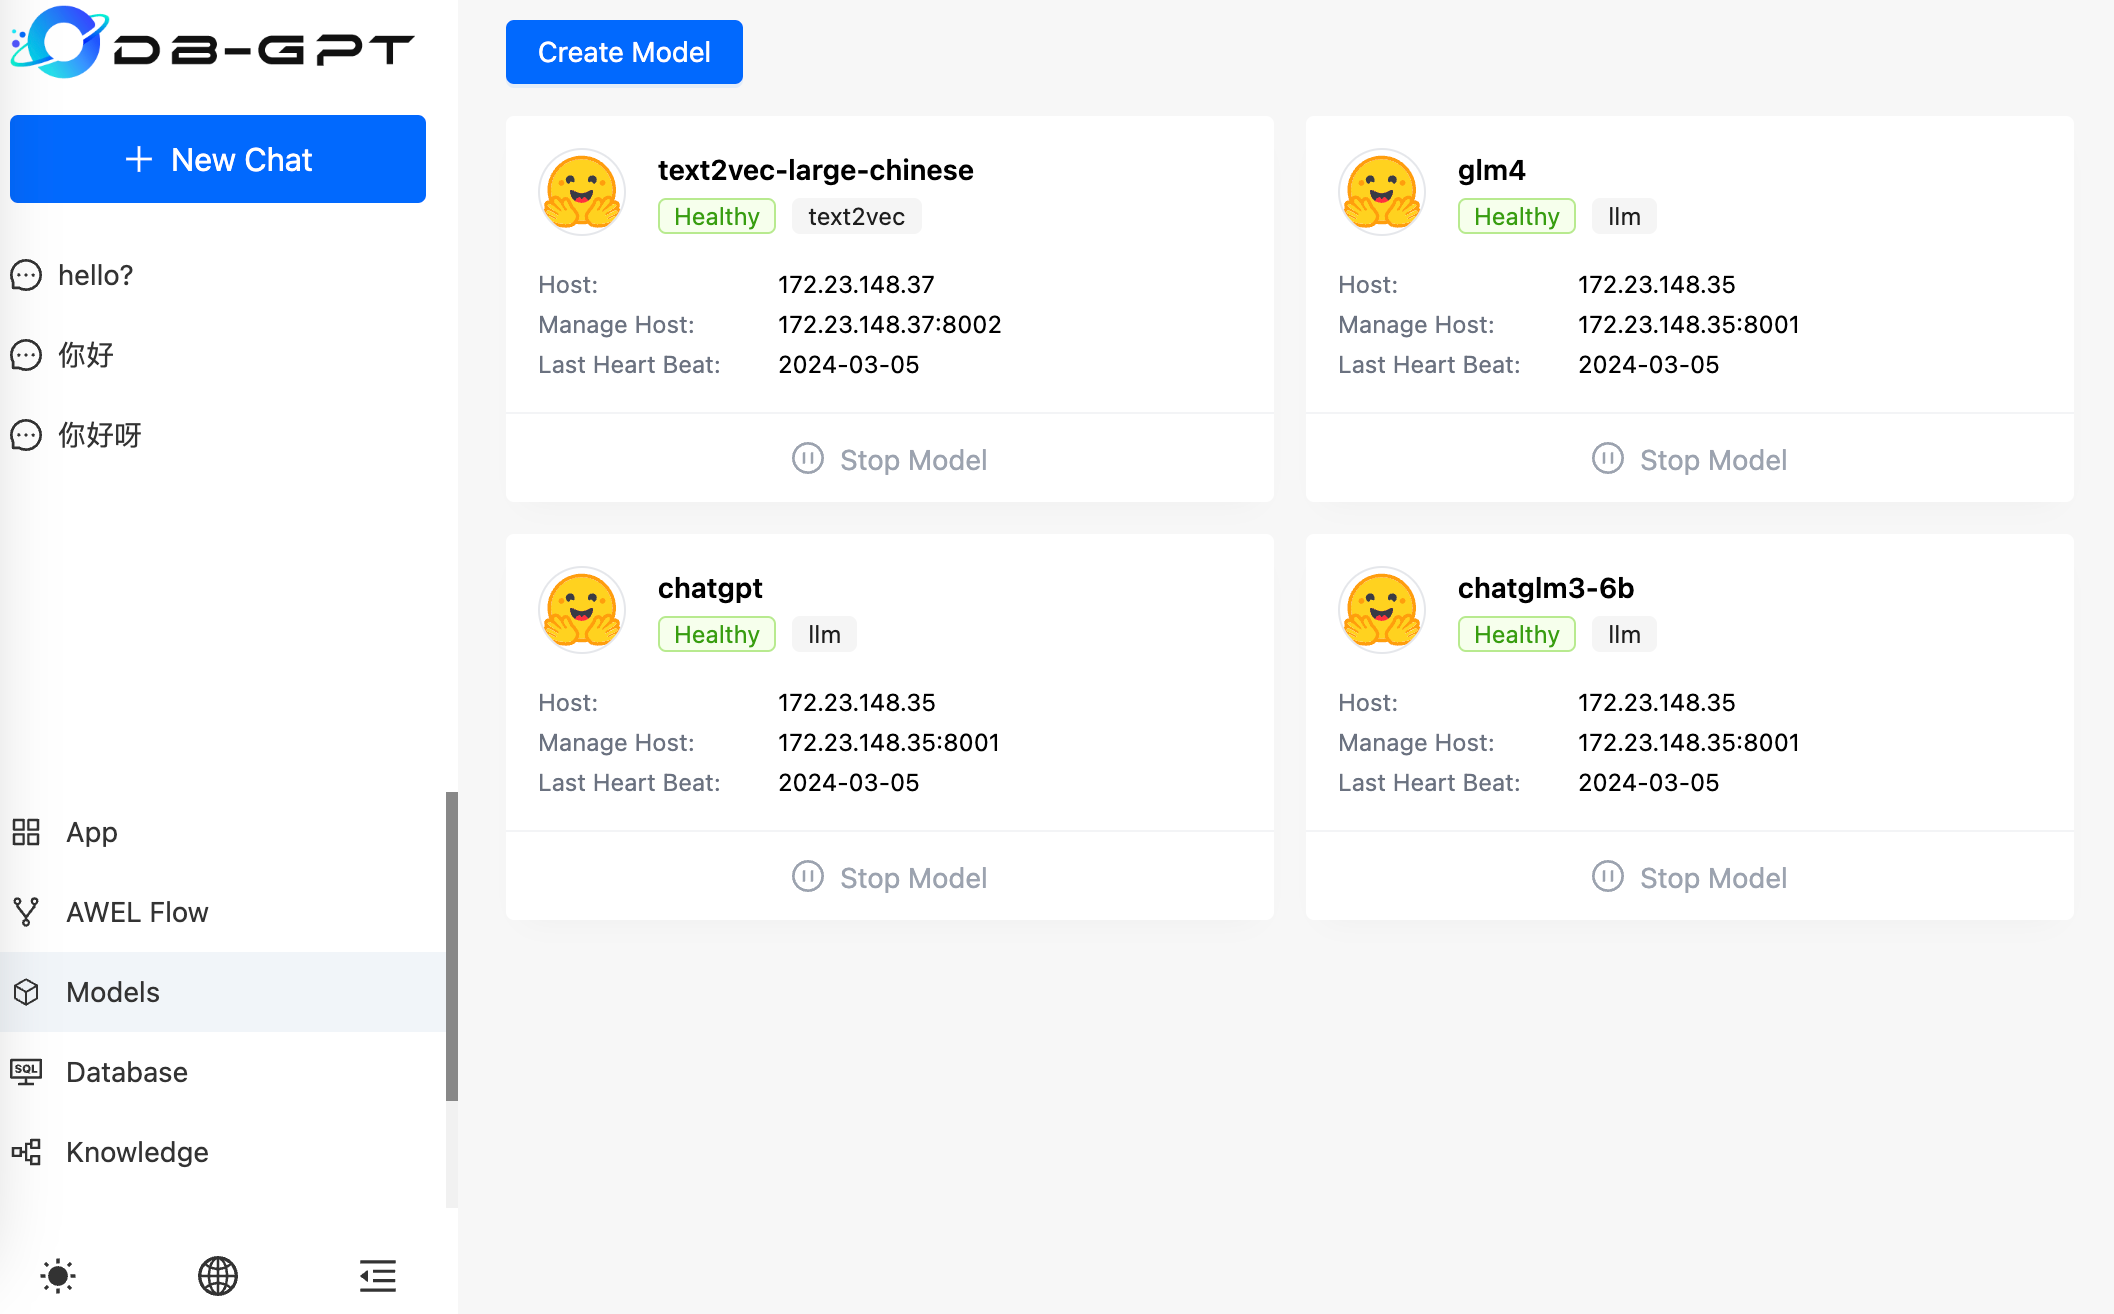 DB-GPT
New Chat
hello?
你好
你好呀
App
AWEL Flow
Models
SQL
Database
Knowledge
Create Model
text2vec-large-chinese
Healthy text2vec
Host: 172.23.148.37
Manage Host: 172.23.148.37:8002
Last Heart Beat: 2024-03-05
Stop Model
glm4
Healthy llm
Host: 172.23.148.35
Manage Host: 172.23.148.35:8001
Last Heart Beat: 2024-03-05
Stop Model
chatgpt
Healthy llm
Host: 172.23.148.35
Manage Host: 172.23.148.35:8001
Last Heart Beat: 2024-03-05
Stop Model
chatglm3-6b
Healthy llm
Host: 172.23.148.35
Manage Host: 172.23.148.35:8001
Last Heart Beat: 2024-03-05
Stop Model